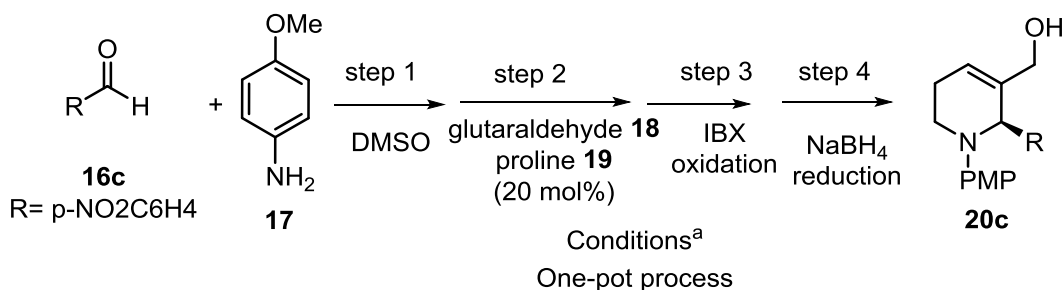 O
R
H
16c
R= p-NO2C6H4
+
OMe
NH2
17
step 1
DMSO
step 2
glutaraldehyde 18
proline 19
(20 mol%)
step 3
IBX
oxidation
step 4
NaBH4
reduction
Conditionsa
One-pot process
OH
N
R
PMP
20c